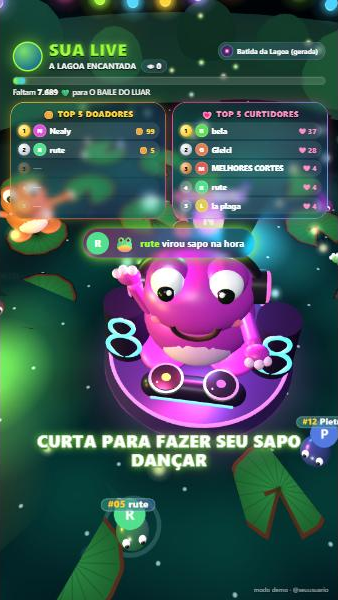 SUA LIVE
A LAGOA ENCANTADA 0
Batida da Lagoa (gerada)
Faltam 7.689 para O BAILE DO LUAR
TOP 5 DOADORES
1 N Nealy 99
2 R rute 5
3 —
TOP 5 CURTIDORES
1 B bela 37
2 G Gleici 28
3 M MELHORES CORTES 4
4 R rute 4
5 L la plaga 4
R rute virou sapo na hora
8 8
CURTA PARA FAZER SEU SAPO
DANÇAR
#12
P
#05 rute
R
modo demo · @seuusuario